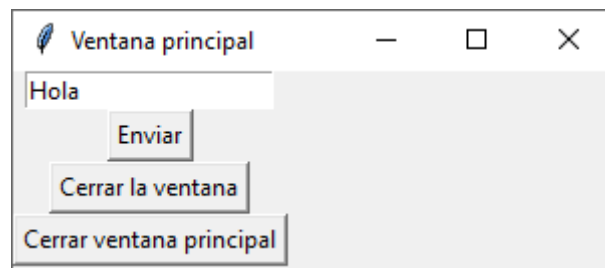 Ventana principal
Hola
Enviar
Cerrar la ventana
Cerrar ventana principal